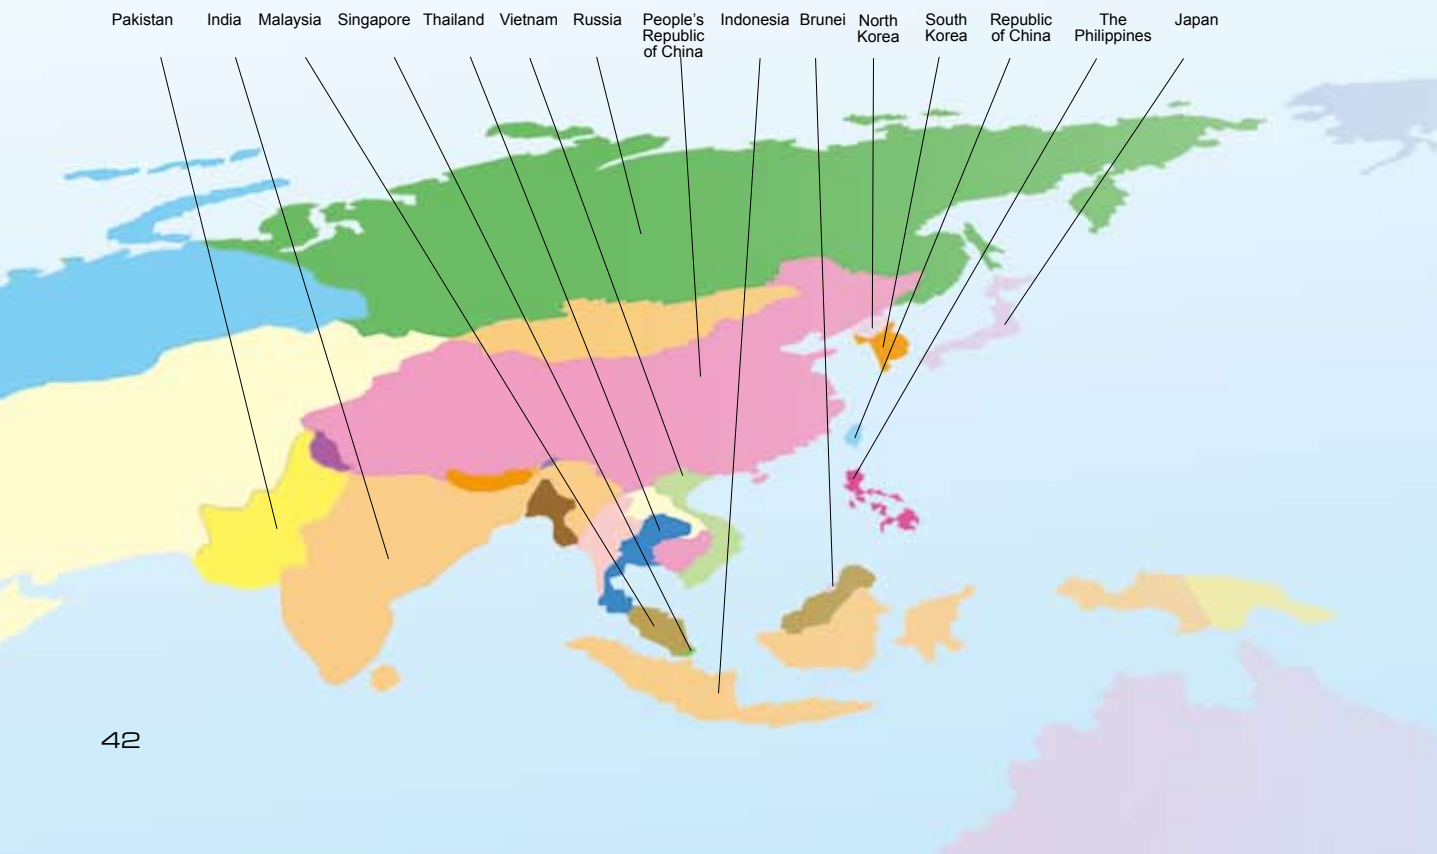 Pakistan
India
Malaysia
Singapore
Thailand
Vietnam
Russia
People's
Republic
of China
Indonesia
Brunei
North
Korea
South
Korea
Republic
of China
The
Philippines
Japan
42